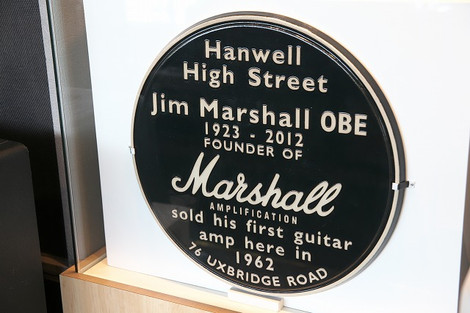 Hanwell
High Street
Jim Marshall OBE
1923 - 2012
FOUNDER OF
Marshall
AMPLIFICATION
sold his first guitar
amp here in
1962
76 UXBRIDGE ROAD